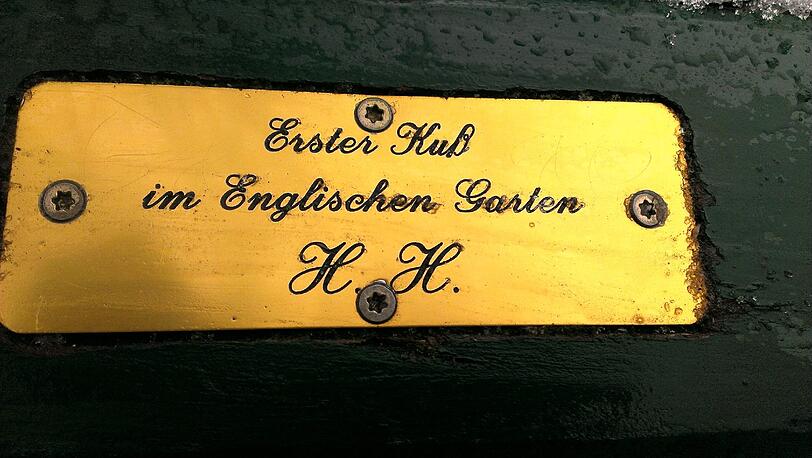 Erster Kuß
im Englischen Garten
H. H.